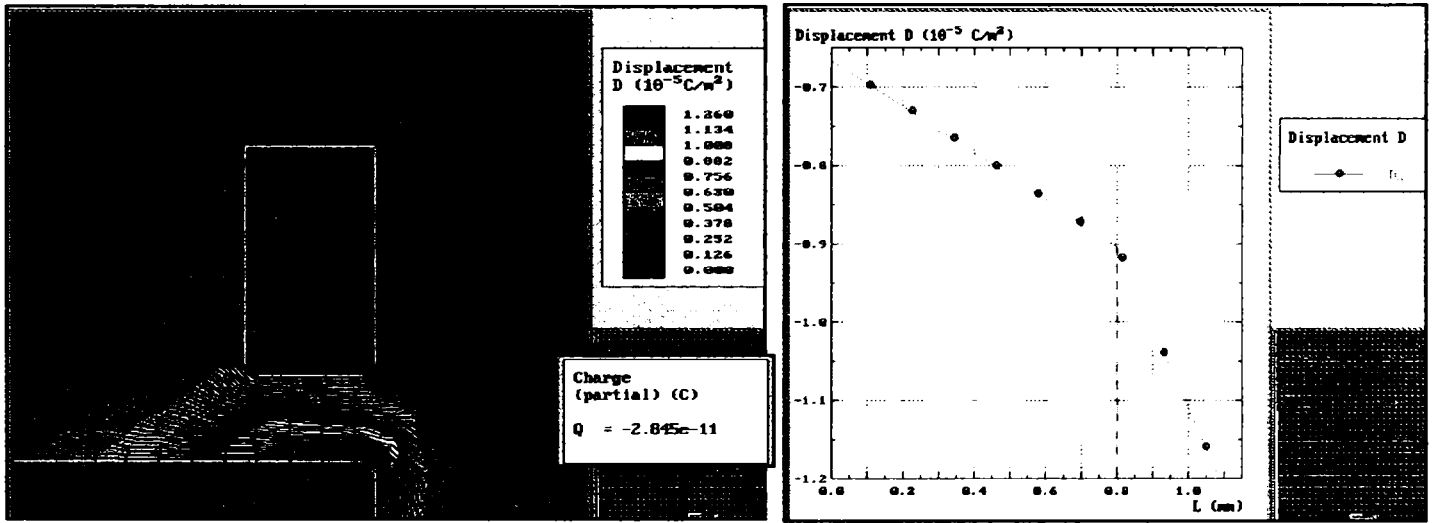 Displacement
D (10⁻⁵C/m²)
1.260
1.134
1.008
0.882
0.756
0.630
0.504
0.378
0.252
0.126
0.000
Charge
(partial) (C)
Q = -2.845e-11
Displacement D (10⁻⁵ C/m²)
-0.7
-0.8
-0.9
-1.0
-1.1
-1.2
0.0 0.2 0.4 0.6 0.8 1.0
L (mm)
Displacement D